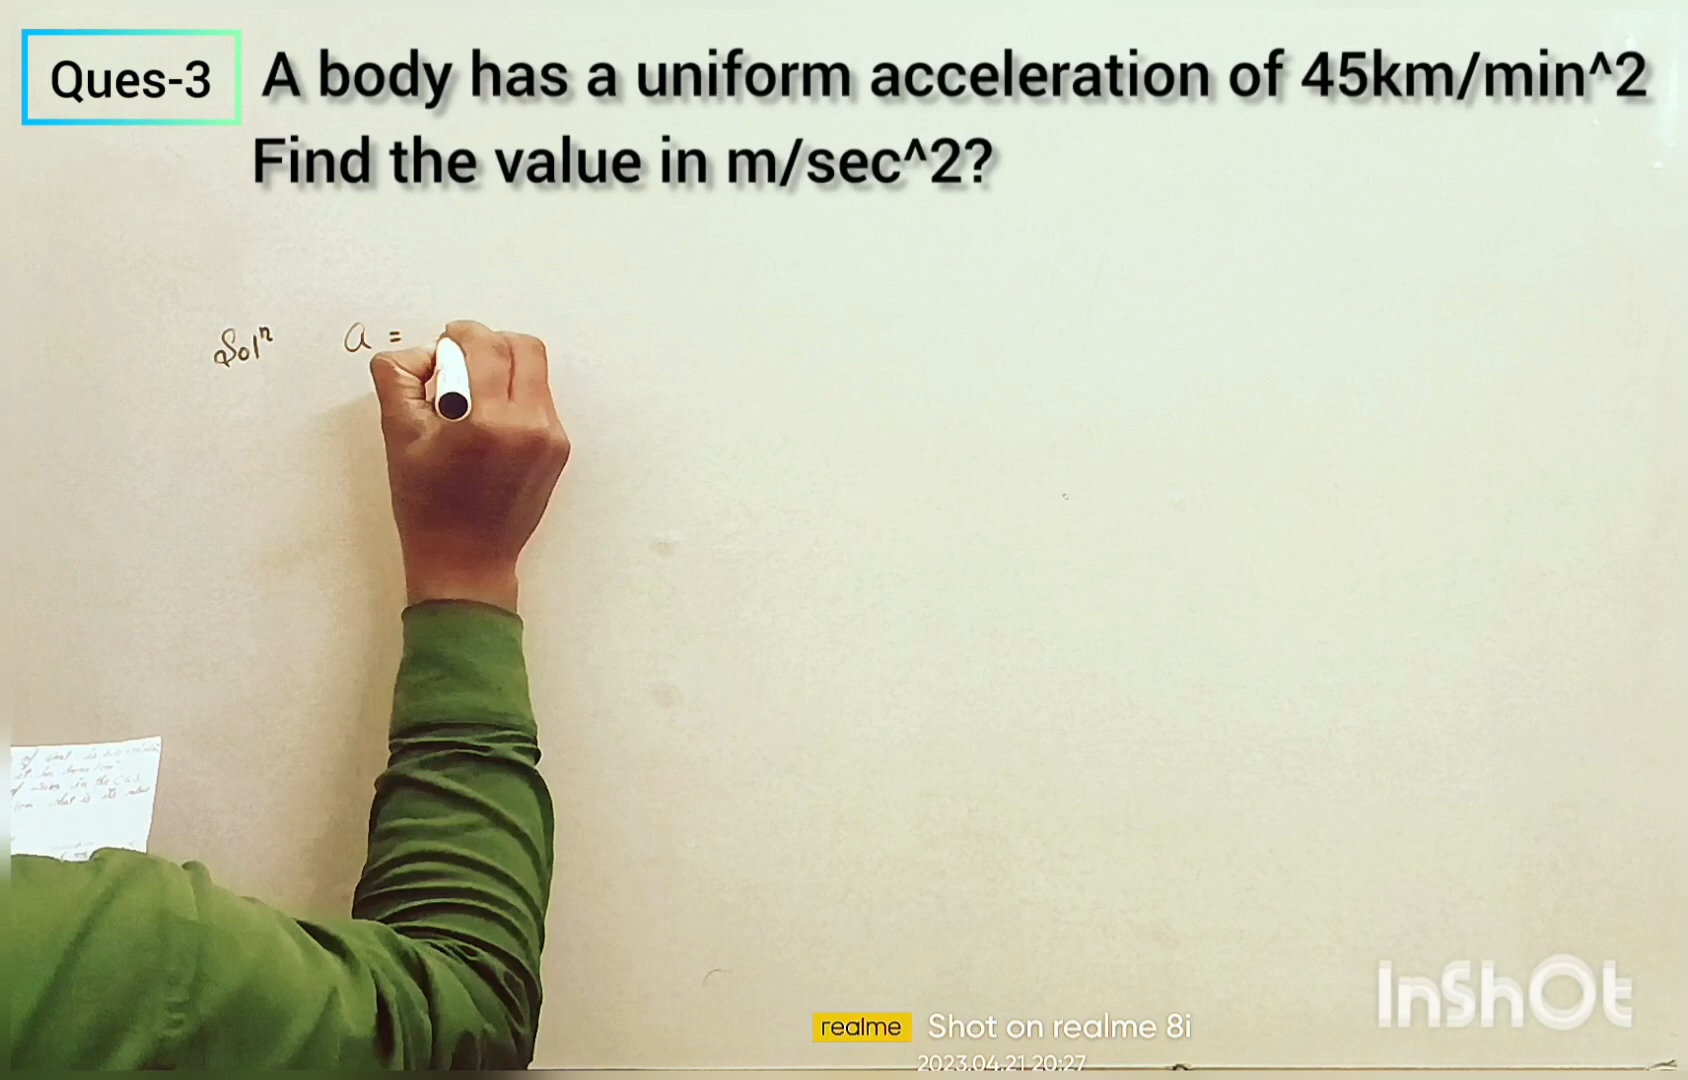 Ques-3 A body has a uniform acceleration of 45km/min^2
Find the value in m/sec^2?
Solⁿ a =
InShOt
realme Shot on realme 8i
2023.04.21 20:27